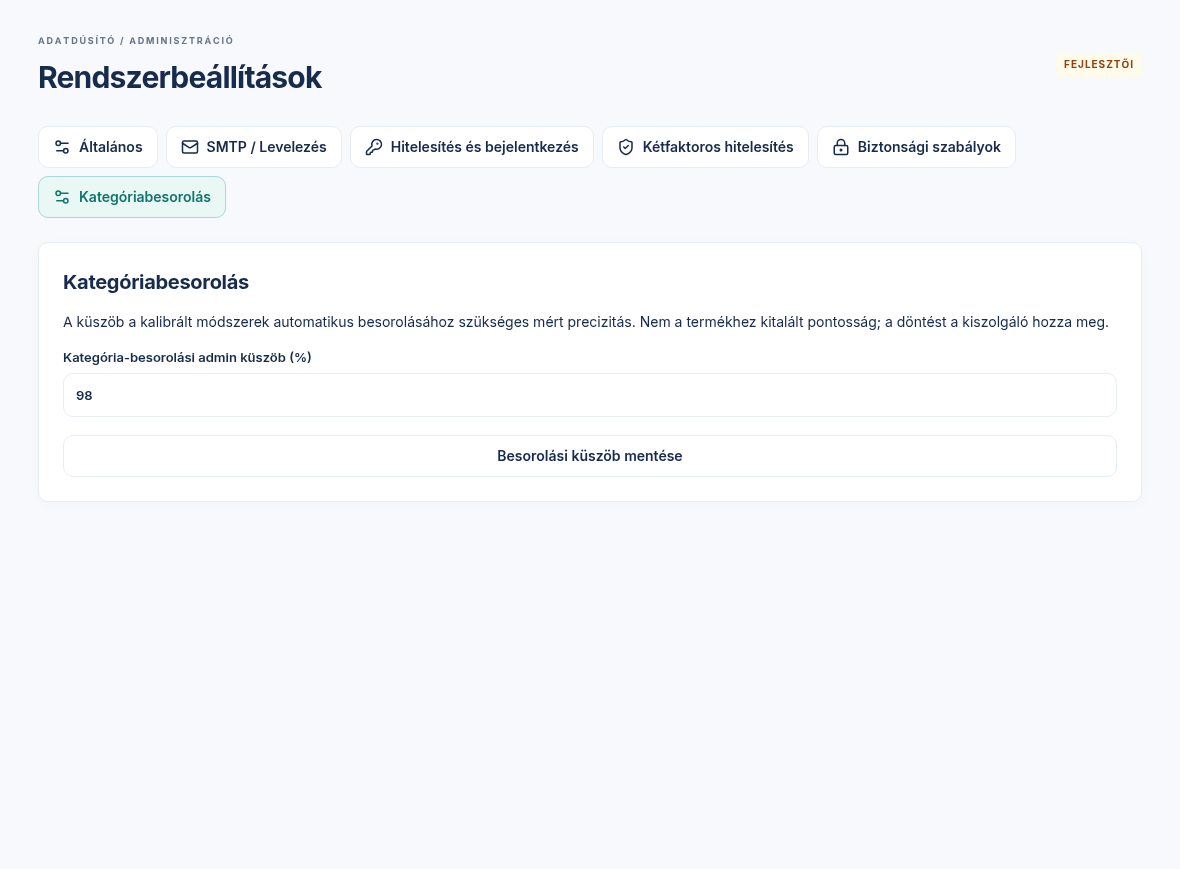 ADATDÚSÍTÓ / ADMINISZTRÁCIÓ
Rendszerbeállítások
FEJLESZTŐI
Általános
SMTP / Levelezés
Hitelesítés és bejelentkezés
Kétfaktoros hitelesítés
Biztonsági szabályok
Kategóriabesorolás
Kategóriabesorolás
A küszöb a kalibrált módszerek automatikus besorolásához szükséges mért precizitás. Nem a termékhez kitalált pontosság; a döntést a kiszolgáló hozza meg.
Kategória-besorolási admin küszöb (%)
98
Besorolási küszöb mentése